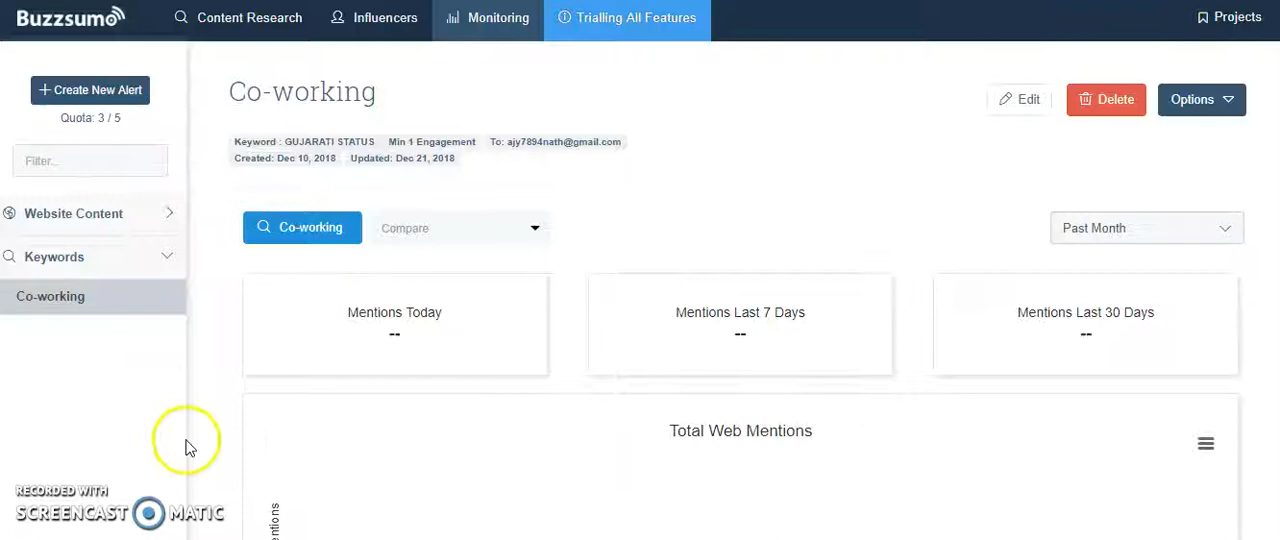 Buzzsumo Content Research Influencers Monitoring Trialling All Features Projects
+ Create New Alert
Quota: 3 / 5
Filter...
Website Content
Keywords
Co-working
Co-working
Edit Delete Options
Keyword : GUJARATI STATUS Min 1 Engagement To: ajy7894nath@gmail.com
Created: Dec 10, 2018 Updated: Dec 21, 2018
Co-working Compare Past Month
Mentions Today Mentions Last 7 Days Mentions Last 30 Days
-- -- --
Total Web Mentions
RECORDED WITH
SCREENCAST MATIC